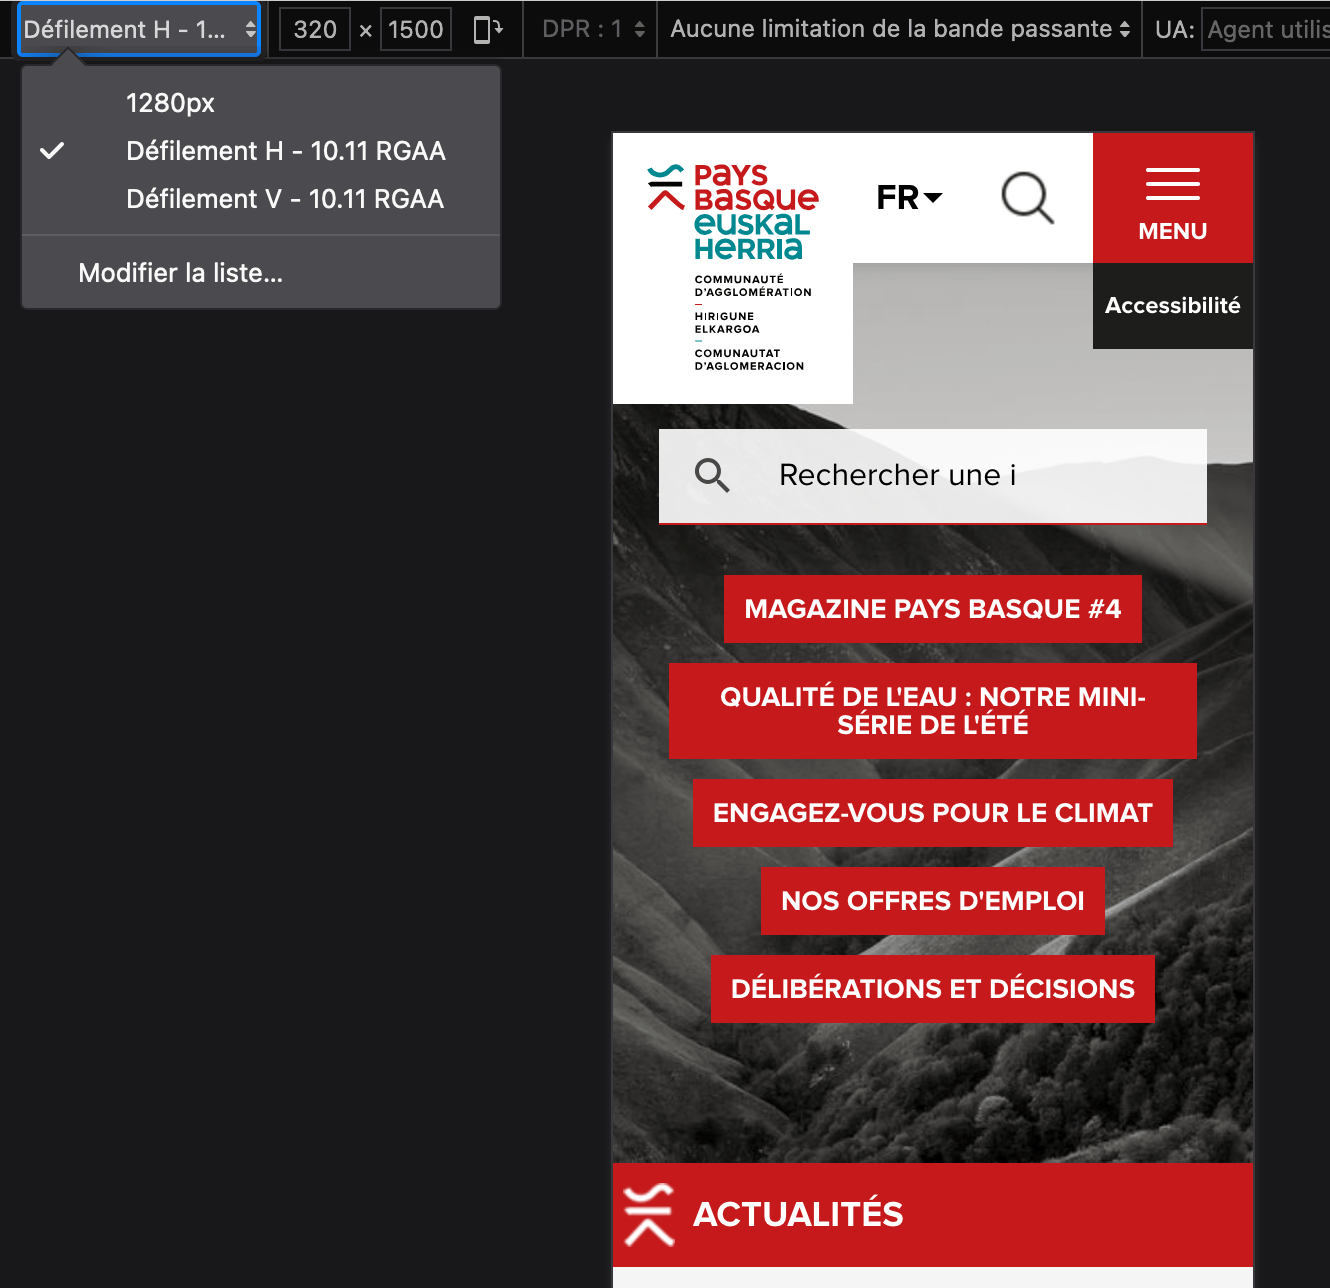 Défilement H - 1...
320
×
1500
DPR : 1
Aucune limitation de la bande passante
UA:
Agent utilis
1280px
Défilement H - 10.11 RGAA
Défilement V - 10.11 RGAA
Modifier la liste...
PAYS
BASQUE
EUSKAL
HERRIA
COMMUNAUTÉ
D'AGGLOMÉRATION
HIRIGUNE
ELKARGOA
COMUNAUTAT
D'AGLOMERACION
FR
MENU
Accessibilité
Rechercher une i
MAGAZINE PAYS BASQUE #4
QUALITÉ DE L'EAU : NOTRE MINI-
SÉRIE DE L'ÉTÉ
ENGAGEZ-VOUS POUR LE CLIMAT
NOS OFFRES D'EMPLOI
DÉLIBÉRATIONS ET DÉCISIONS
ACTUALITÉS